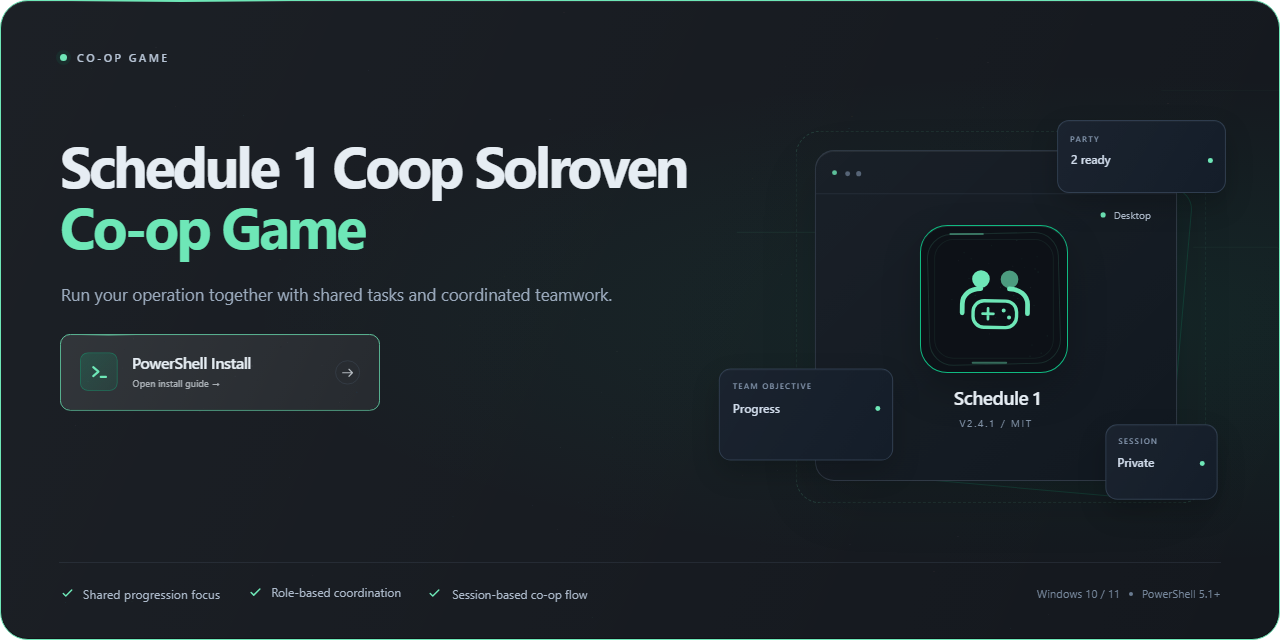 CO-OP GAME
Schedule 1 Coop Solroven
Co-op Game
Run your operation together with shared tasks and coordinated teamwork.
PowerShell Install
Open install guide →
PARTY
2 ready
Desktop
Schedule 1
V2.4.1 / MIT
TEAM OBJECTIVE
Progress
SESSION
Private
Shared progression focus
Role-based coordination
Session-based co-op flow
Windows 10 / 11 • PowerShell 5.1+